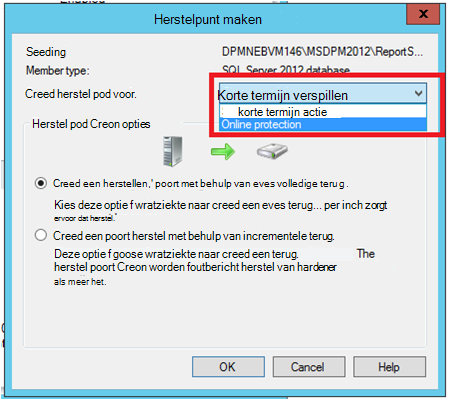 Herstelpunt maken
x
Seeding DPMNEBVM146\MSDPM2012\ReportS...
Member type: SQL Server 2012 database
Creed herstel pod voor. Korte termijn verspillen
korte termijn actie
Online protection
Herstel pod Creon opties
Creed een herstellen,' poort met behulp van eves volledige terug .
Kies deze optie f wratziekte naar creed een eves terug... per inch zorgt
ervoor dat herstel.'
Creed een poort herstel met behulp van incrementele terug.
Deze optie f goose wratziekte naar creed een terug. The
herstel poort Creon worden foutbericht herstel van hardener
als meer het.
OK Cancel Help